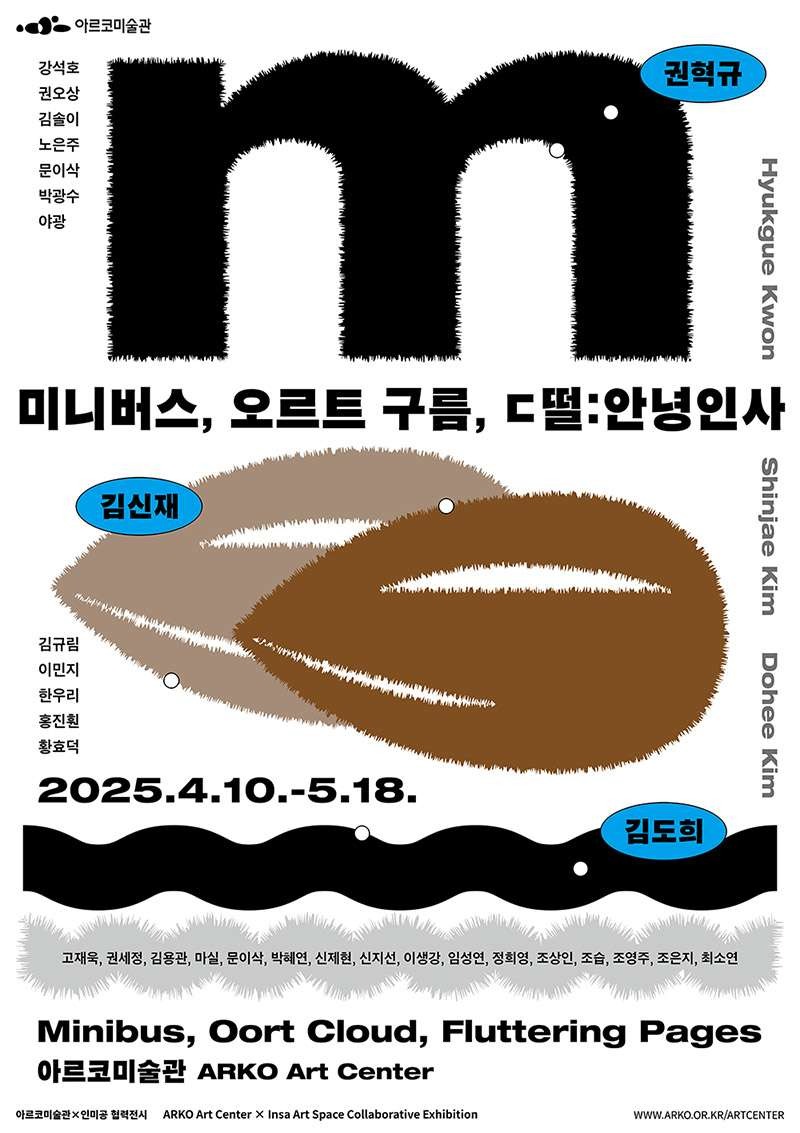 아르코미술관
강석호
권오상
김솔이
노은주
문이삭
박광수
야광
m
권혁규
Hyukgue Kwon
미니버스, 오르트 구름, ㄷ떨:안녕인사
김신재
Shinjae Kim
김규림
이민지
한우리
홍진훤
황효덕
Dohee Kim
2025.4.10.-5.18.
김도희
고재욱, 권세정, 김용관, 마실, 문이삭, 박혜연, 신제현, 신지선, 이생강, 임성연, 정희영, 조상인, 조습, 조영주, 조은지, 최소연
Minibus, Oort Cloud, Fluttering Pages
아르코미술관 ARKO Art Center
아르코미술관×인미공 협력전시 ARKO Art Center × Insa Art Space Collaborative Exhibition
WWW.ARKO.OR.KR/ARTCENTER